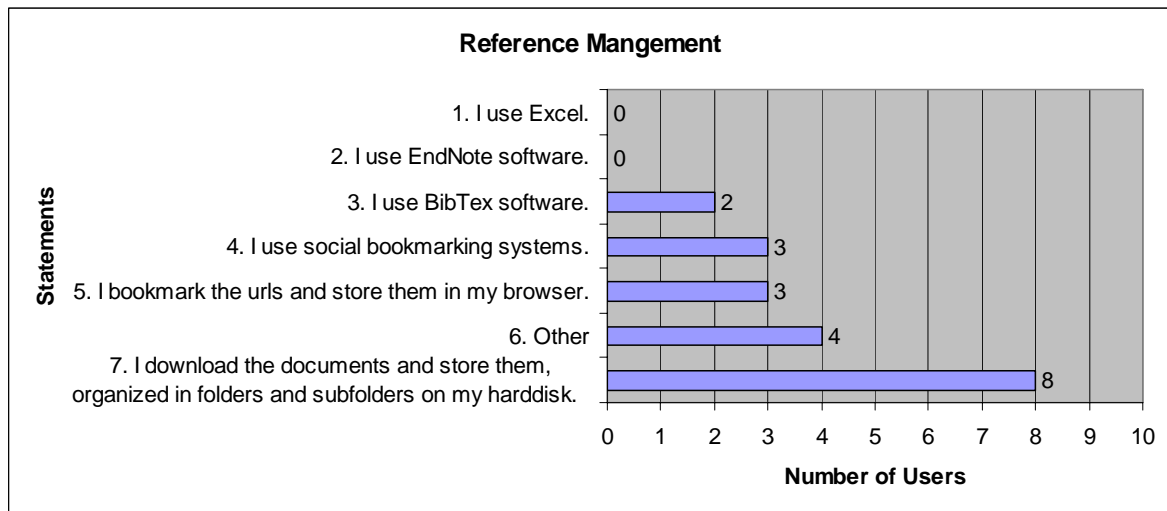 Reference Mangement
Statements
1. I use Excel.
0
2. I use EndNote software.
0
3. I use BibTex software.
2
4. I use social bookmarking systems.
3
5. I bookmark the urls and store them in my browser.
3
6. Other
4
7. I download the documents and store them,
organized in folders and subfolders on my harddisk.
8
0 1 2 3 4 5 6 7 8 9 10
Number of Users